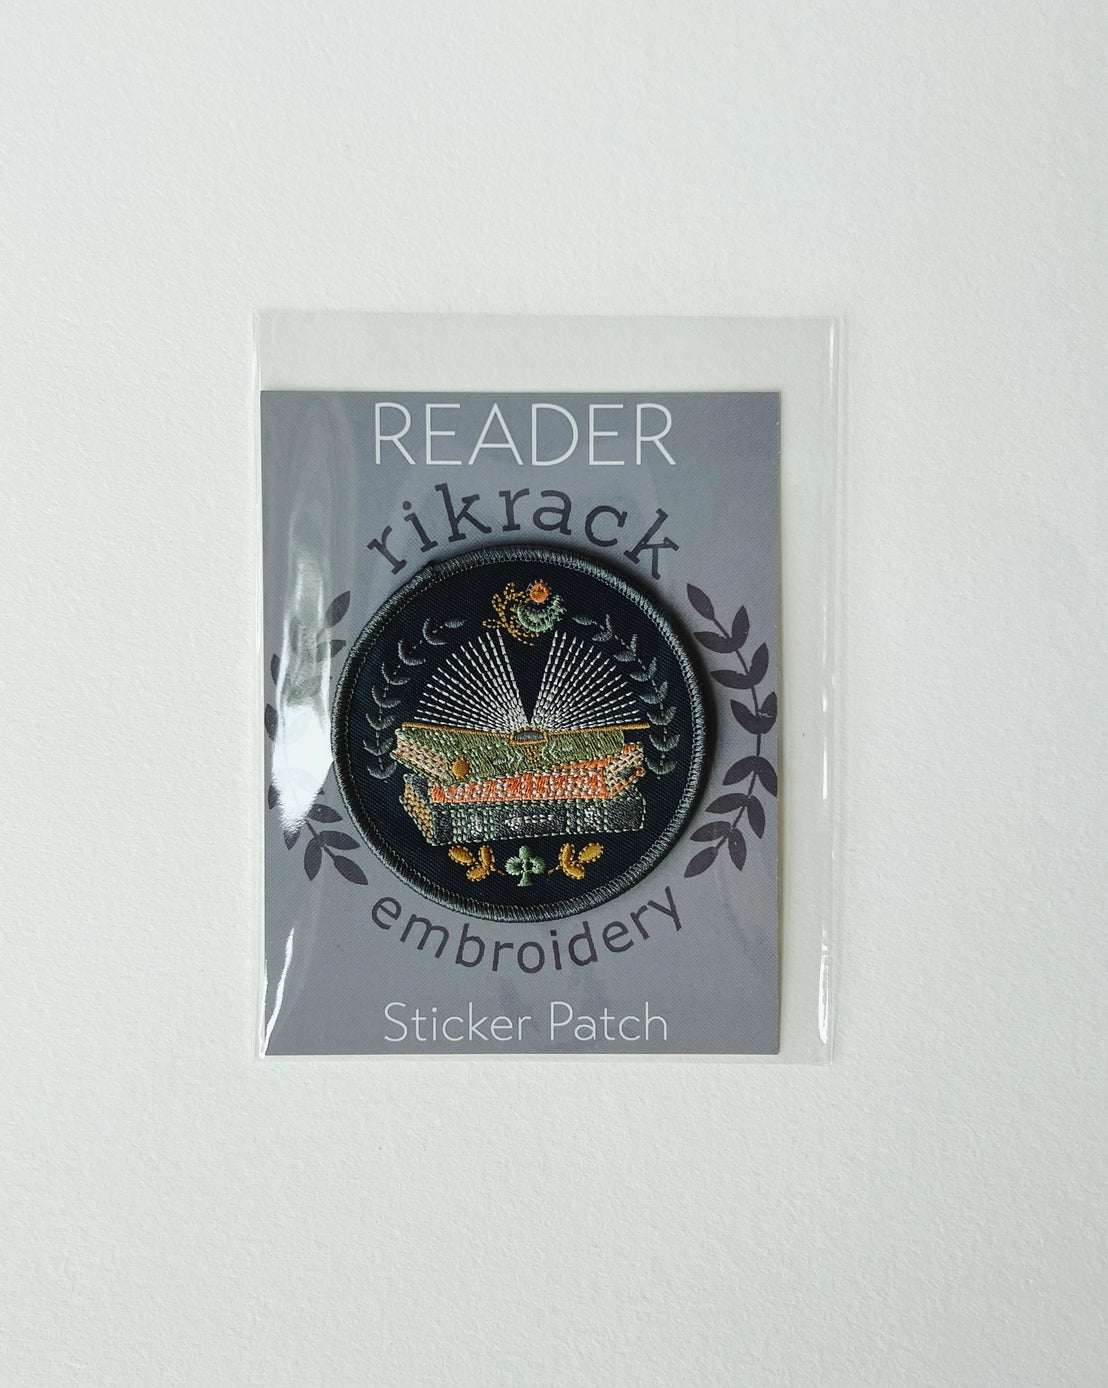 READER
rikrack
embroidery
Sticker Patch